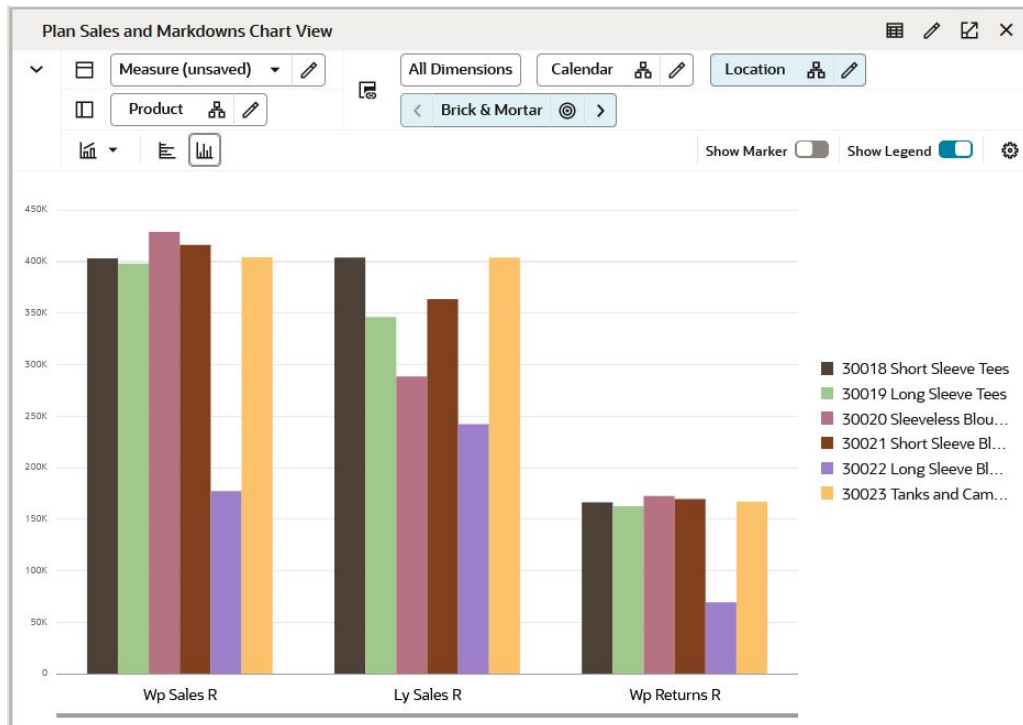 Plan Sales and Markdowns Chart View
Measure (unsaved)
All Dimensions
Calendar
Location
Product
Brick & Mortar
Show Marker
Show Legend
450K
400K
350K
300K
250K
200K
150K
100K
50K
0
Wp Sales R
Ly Sales R
Wp Returns R
30018 Short Sleeve Tees
30019 Long Sleeve Tees
30020 Sleeveless Blou...
30021 Short Sleeve Bl...
30022 Long Sleeve Bl...
30023 Tanks and Cam...